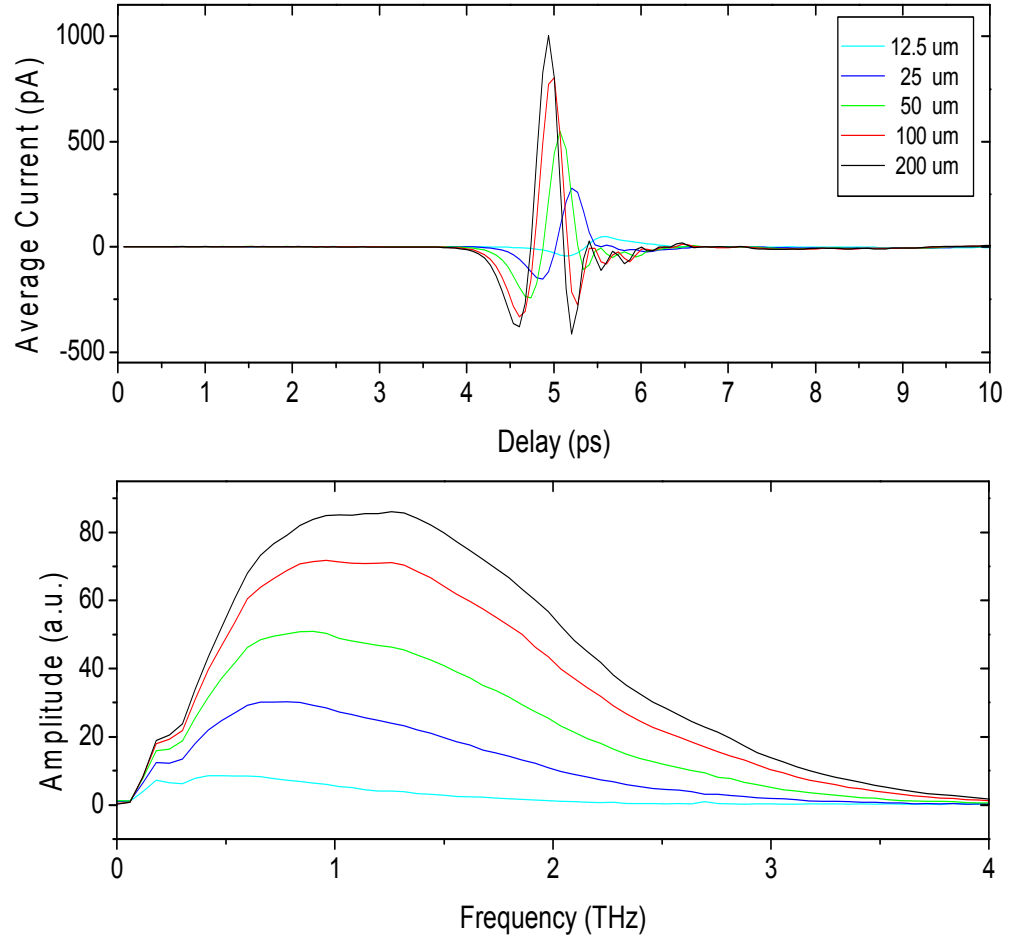 1000
500
0
-500
Average Current (pA)
12.5 um
25 um
50 um
100 um
200 um
0 1 2 3 4 5 6 7 8 9 10
Delay (ps)
80
60
40
20
0
Amplitude (a.u.)
0 1 2 3 4
Frequency (THz)